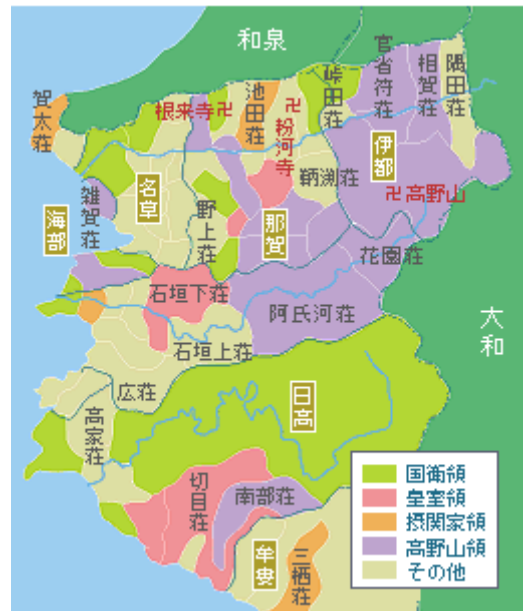 和泉
賀太荘
根来寺卍
池田荘
卍粉河寺
峠田荘
官省符荘
相賀荘
隅田荘
伊都
鞆渕荘
卍高野山
名草
雑賀荘
海部
野上荘
那賀
花園荘
石垣下荘
阿氐河荘
大和
石垣上荘
広荘
日高
高家荘
切目荘
南部荘
牟婁
三栖荘
国衙領
皇室領
摂関家領
高野山領
その他